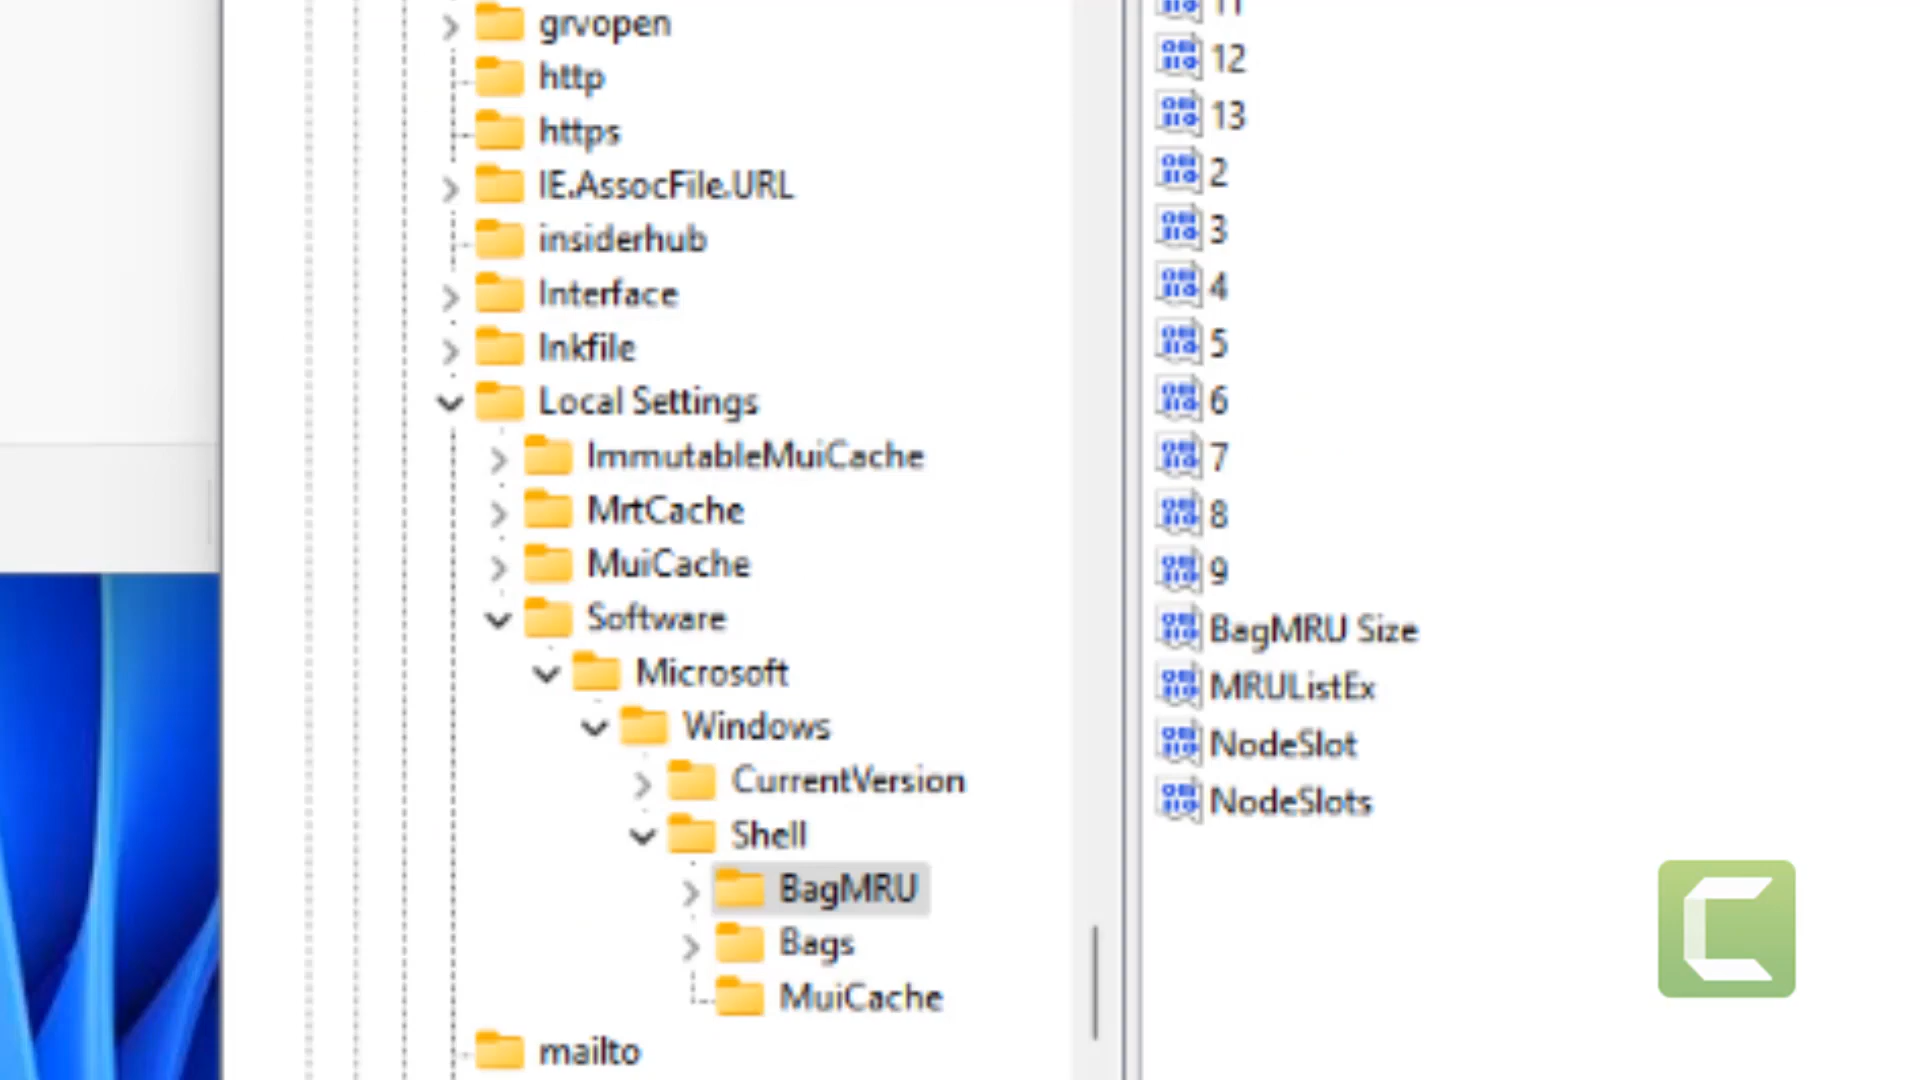 grvopen
http
https
IE.AssocFile.URL
insiderhub
Interface
lnkfile
Local Settings
ImmutableMuiCache
MrtCache
MuiCache
Software
Microsoft
Windows
CurrentVersion
Shell
BagMRU
Bags
MuiCache
mailto
11
12
13
2
3
4
5
6
7
8
9
BagMRU Size
MRUListEx
NodeSlot
NodeSlots